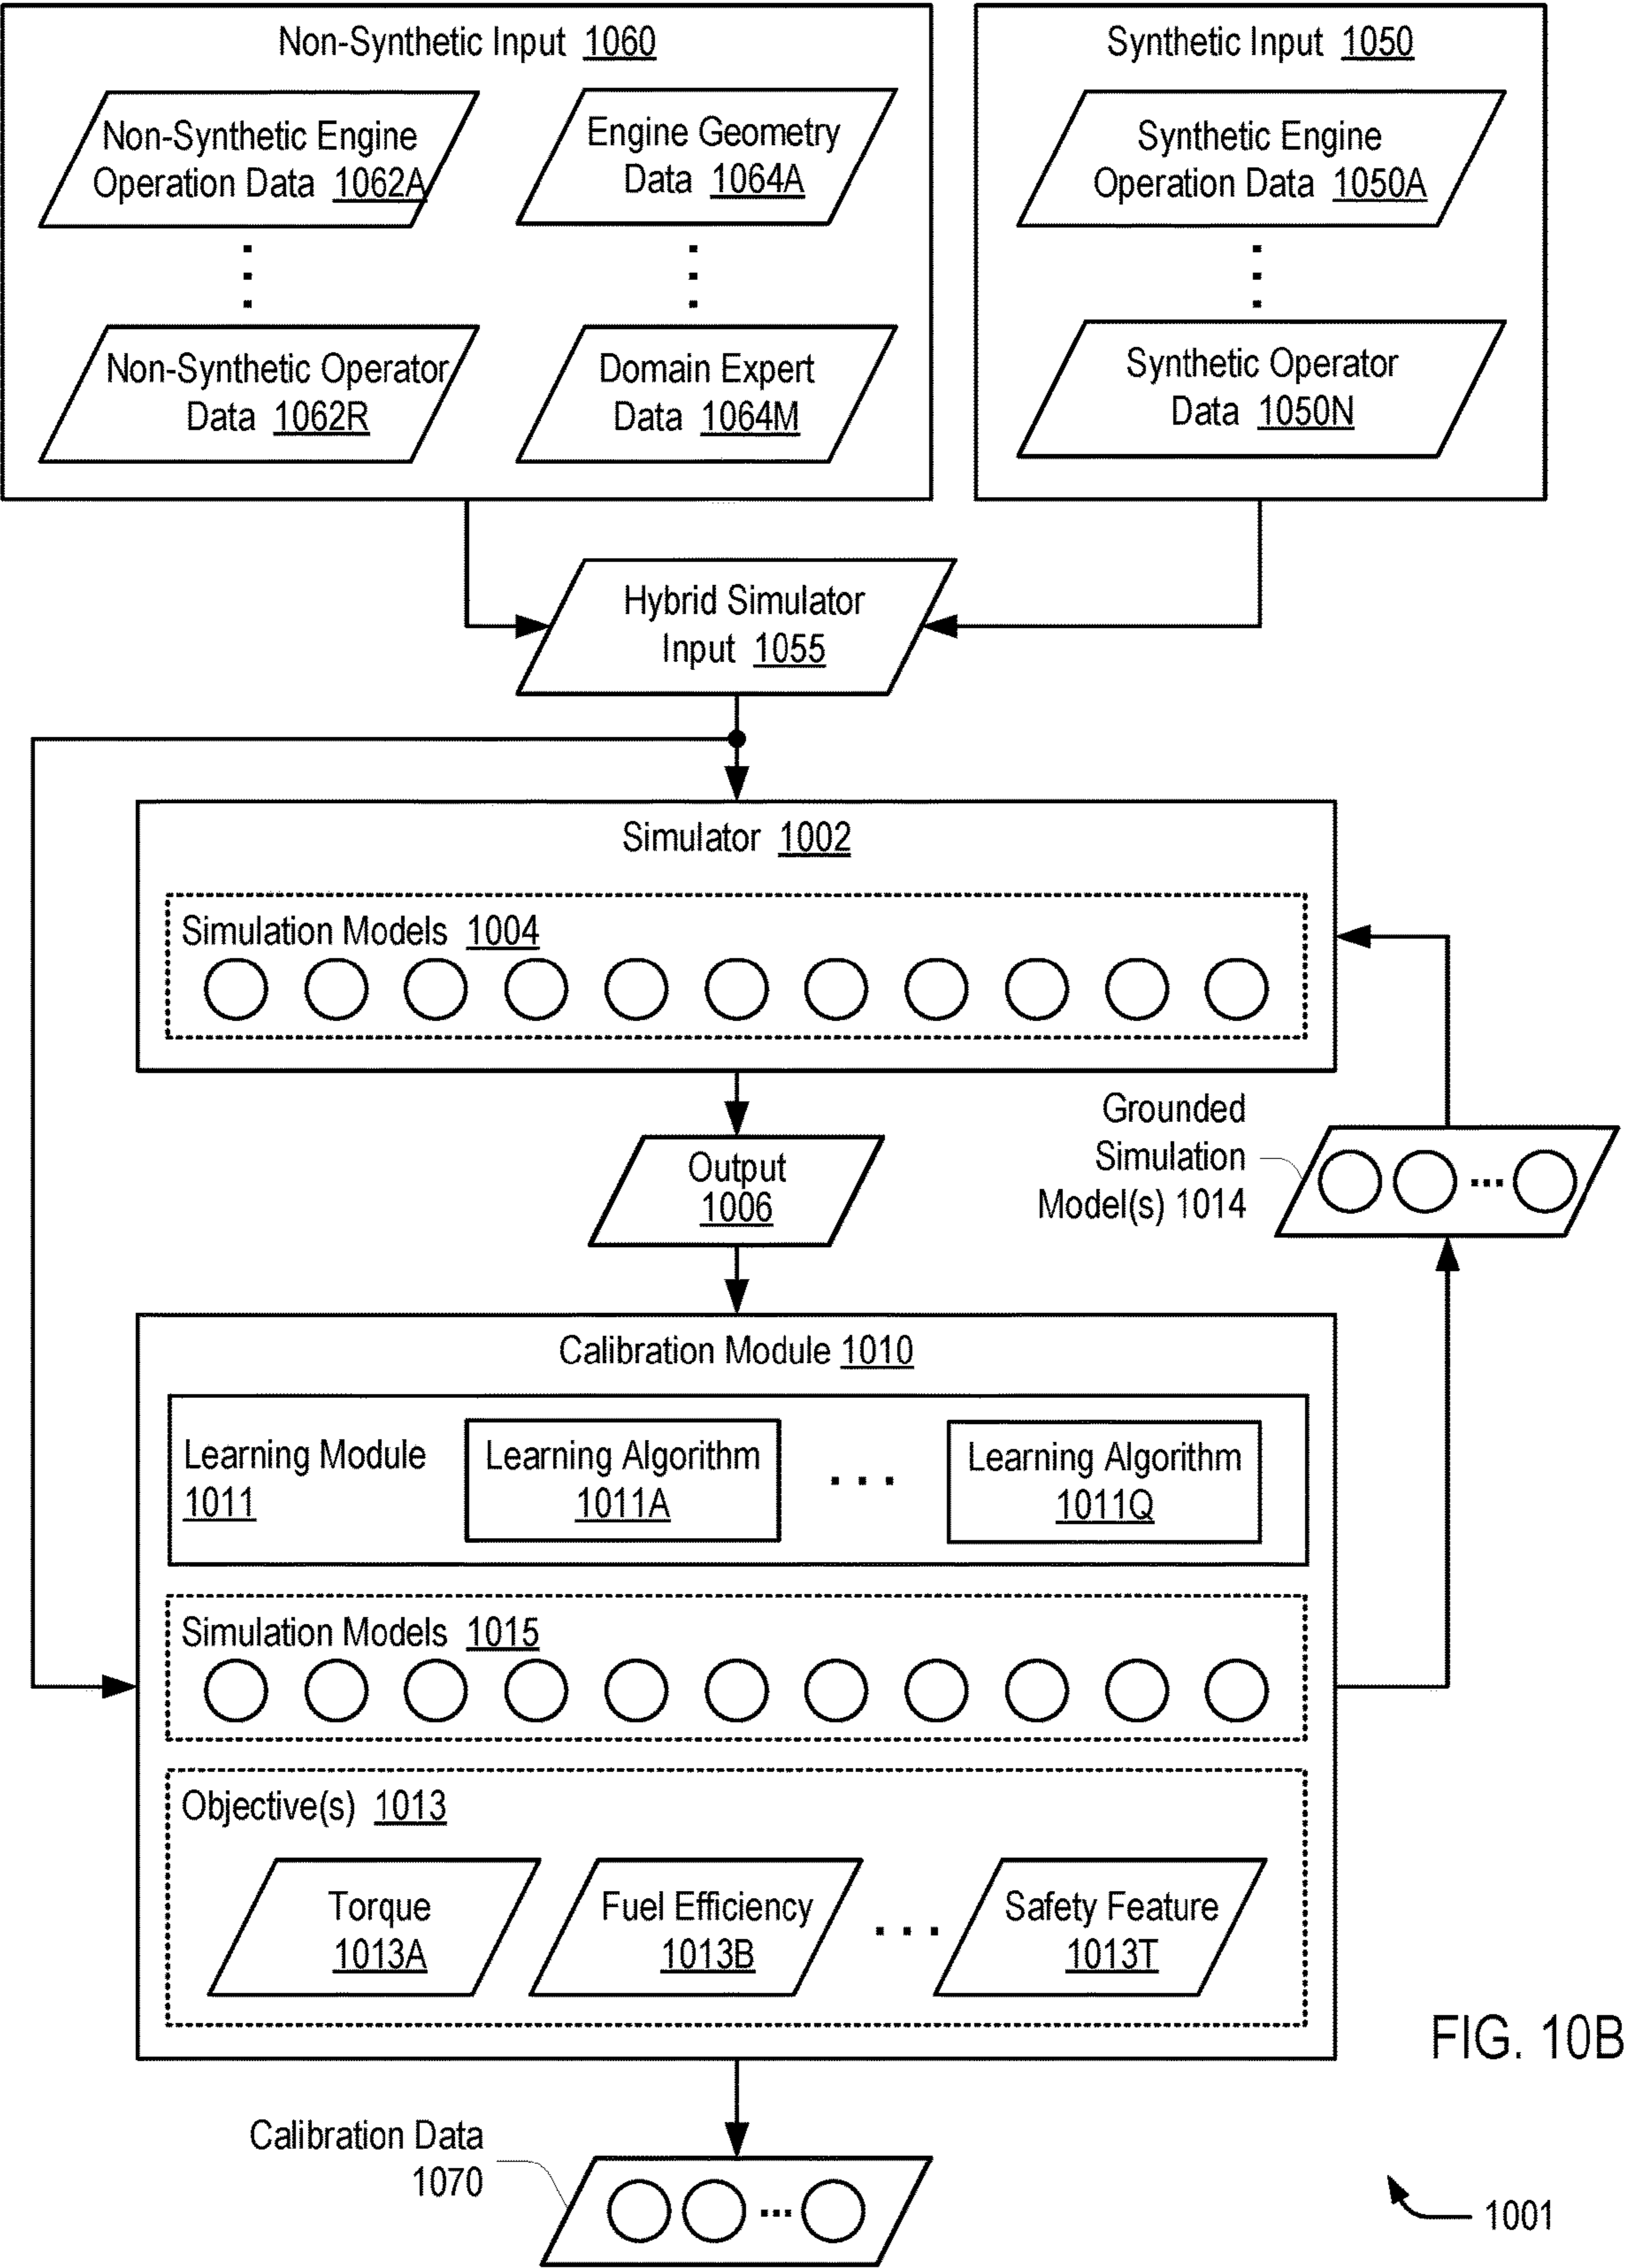 Non-Synthetic Input 1060
Non-Synthetic Engine
Operation Data 1062A
Engine Geometry
Data 1064A
Non-Synthetic Operator
Data 1062R
Domain Expert
Data 1064M
Synthetic Input 1050
Synthetic Engine
Operation Data 1050A
Synthetic Operator
Data 1050N
Hybrid Simulator
Input 1055
Simulator 1002
Simulation Models 1004
Output
1006
Grounded
Simulation
Model(s) 1014
Calibration Module 1010
Learning Module
1011
Learning Algorithm
1011A
Learning Algorithm
1011Q
Simulation Models 1015
Objective(s) 1013
Torque
1013A
Fuel Efficiency
1013B
Safety Feature
1013T
Calibration Data
1070
FIG. 10B
1001